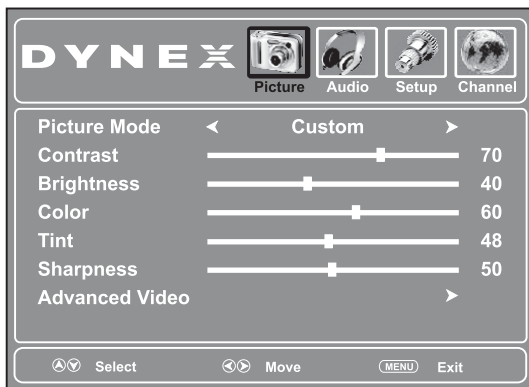 DYNEX
Picture Audio Setup Channel
Picture Mode Custom
Contrast 70
Brightness 40
Color 60
Tint 48
Sharpness 50
Advanced Video
Select Move MENU Exit